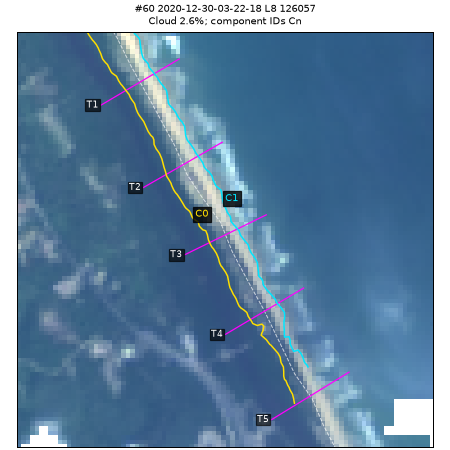 #60 2020-12-30-03-22-18 L8 126057
Cloud 2.6%; component IDs Cn
T1
T2
C1
C0
T3
T4
T5